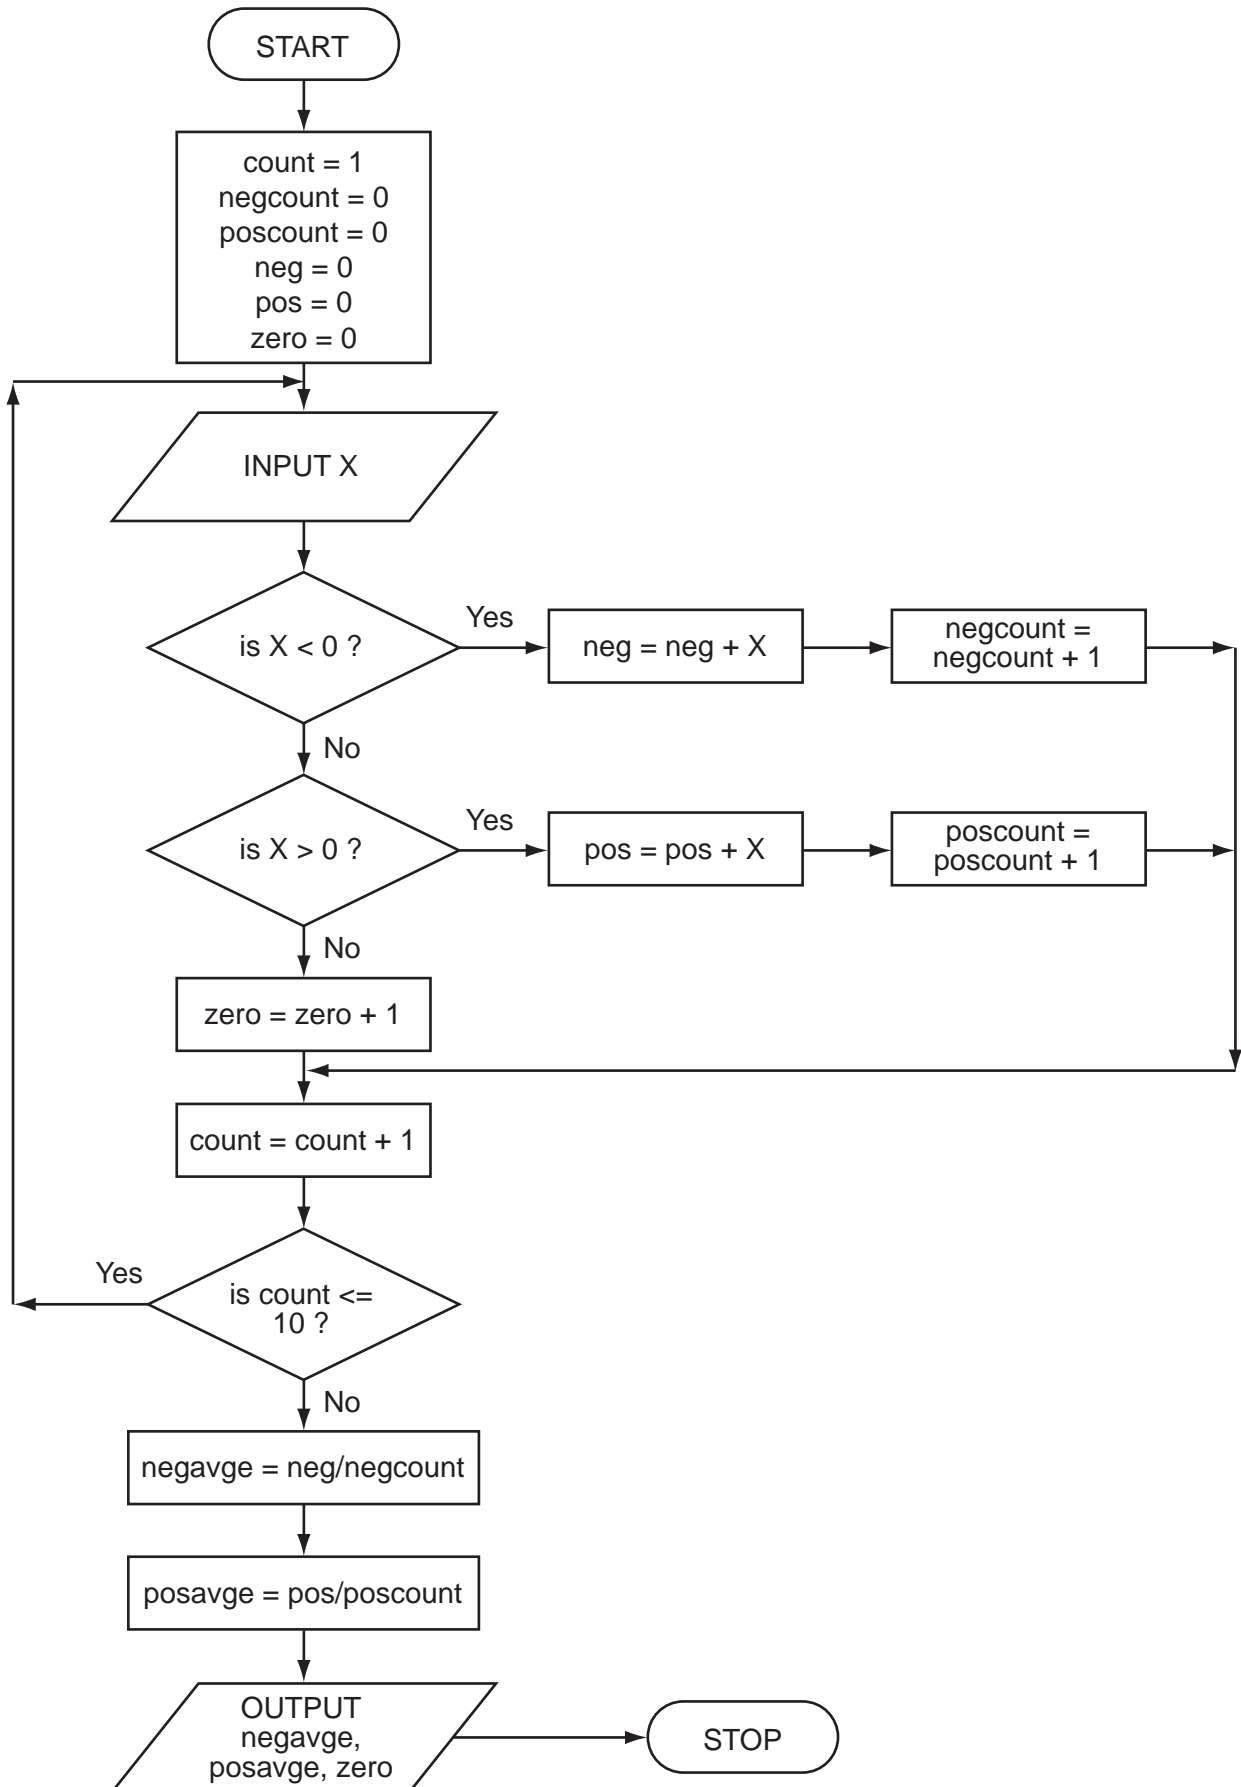 START
count = 1
negcount = 0
poscount = 0
neg = 0
pos = 0
zero = 0
INPUT X
is X < 0 ?
Yes
neg = neg + X
negcount =
negcount + 1
No
is X > 0 ?
Yes
pos = pos + X
poscount =
poscount + 1
No
zero = zero + 1
count = count + 1
Yes
is count <=
10 ?
No
negavge = neg/negcount
posavge = pos/poscount
OUTPUT
negavge,
posavge, zero
STOP